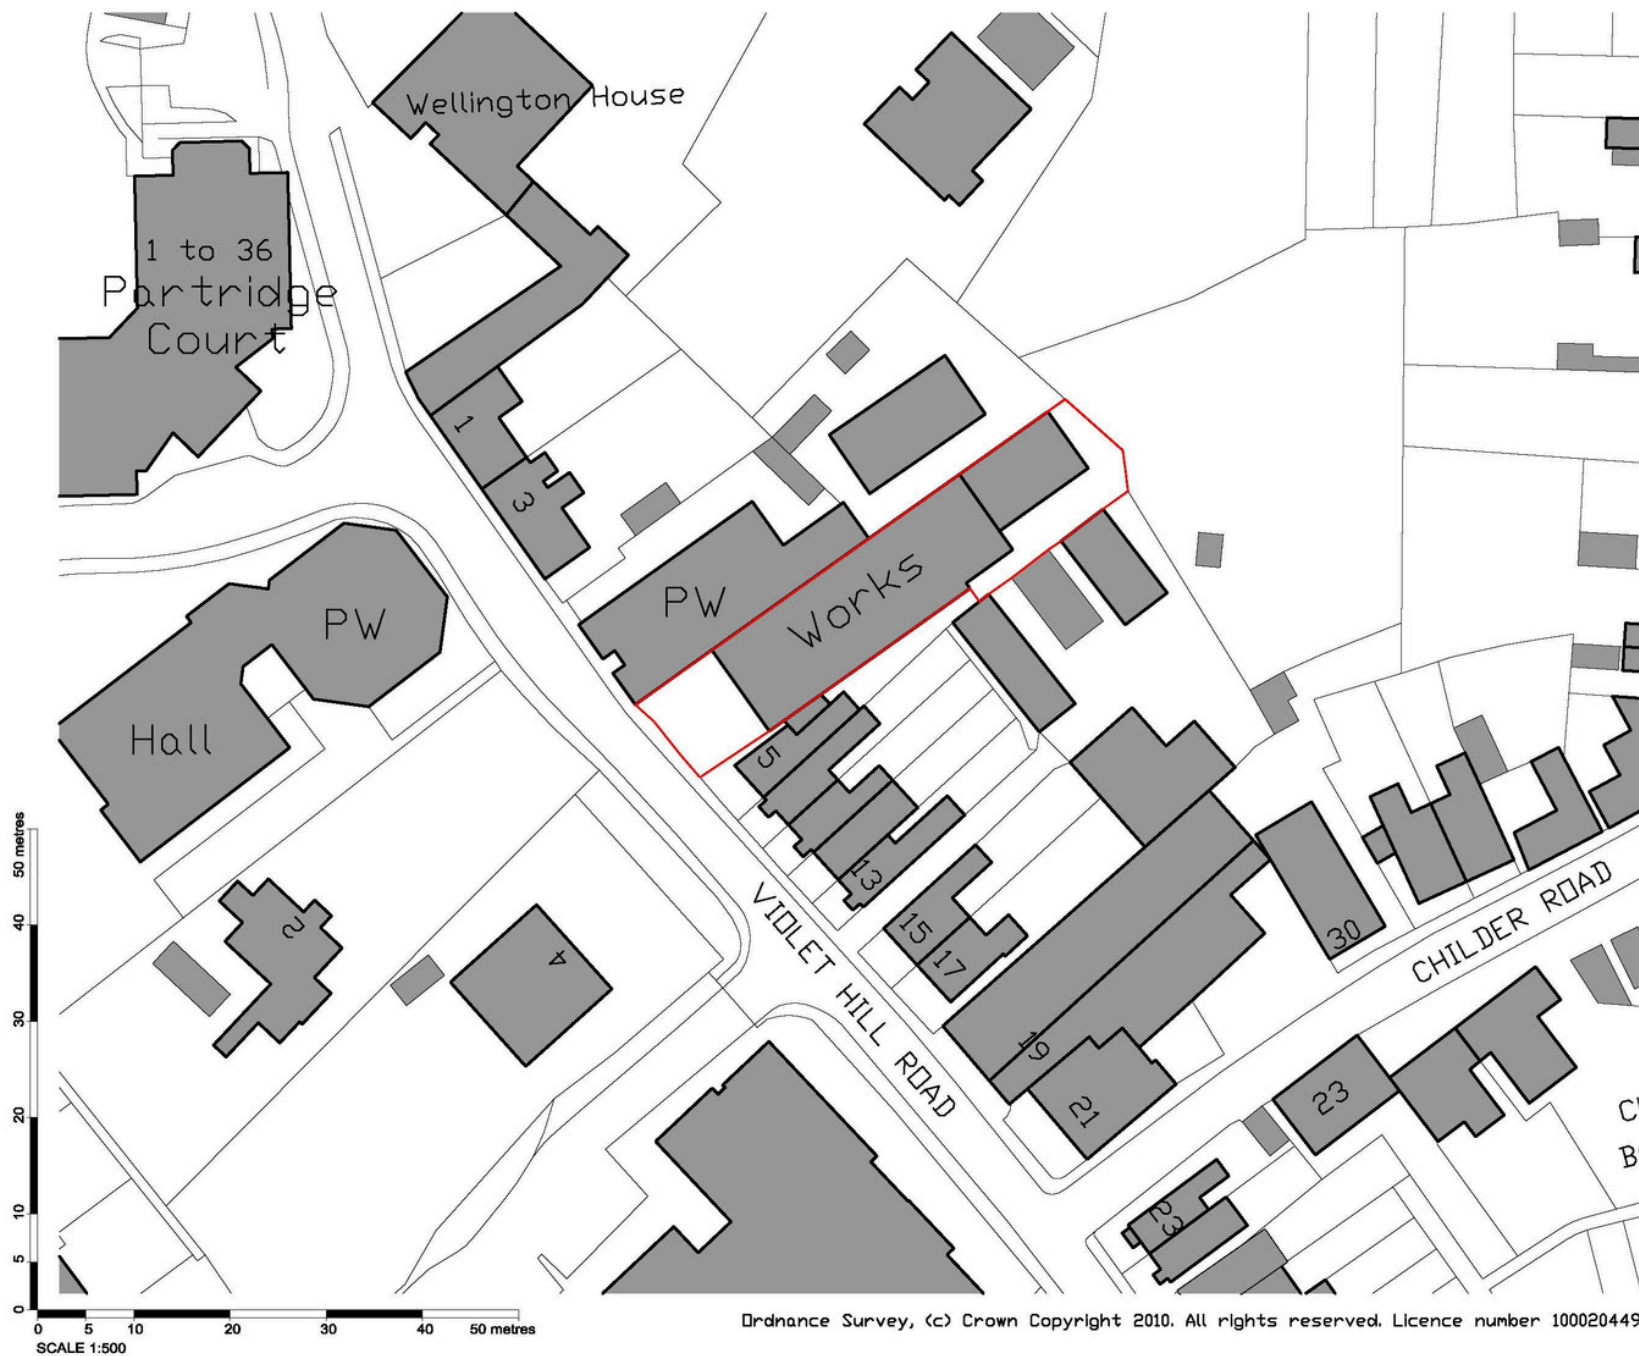 Wellington House
1 to 36
Partridge
Court
1
3
PW
Works
PW
Hall
5
13
15
17
19
21
2
4
30
23
23
VIOLET HILL ROAD
CHILDER ROAD
50 metres
40
30
20
10
5
0
0 5 10 20 30 40 50 metres
SCALE 1:500
Ordnance Survey, (c) Crown Copyright 2010. All rights reserved. Licence number 100020449